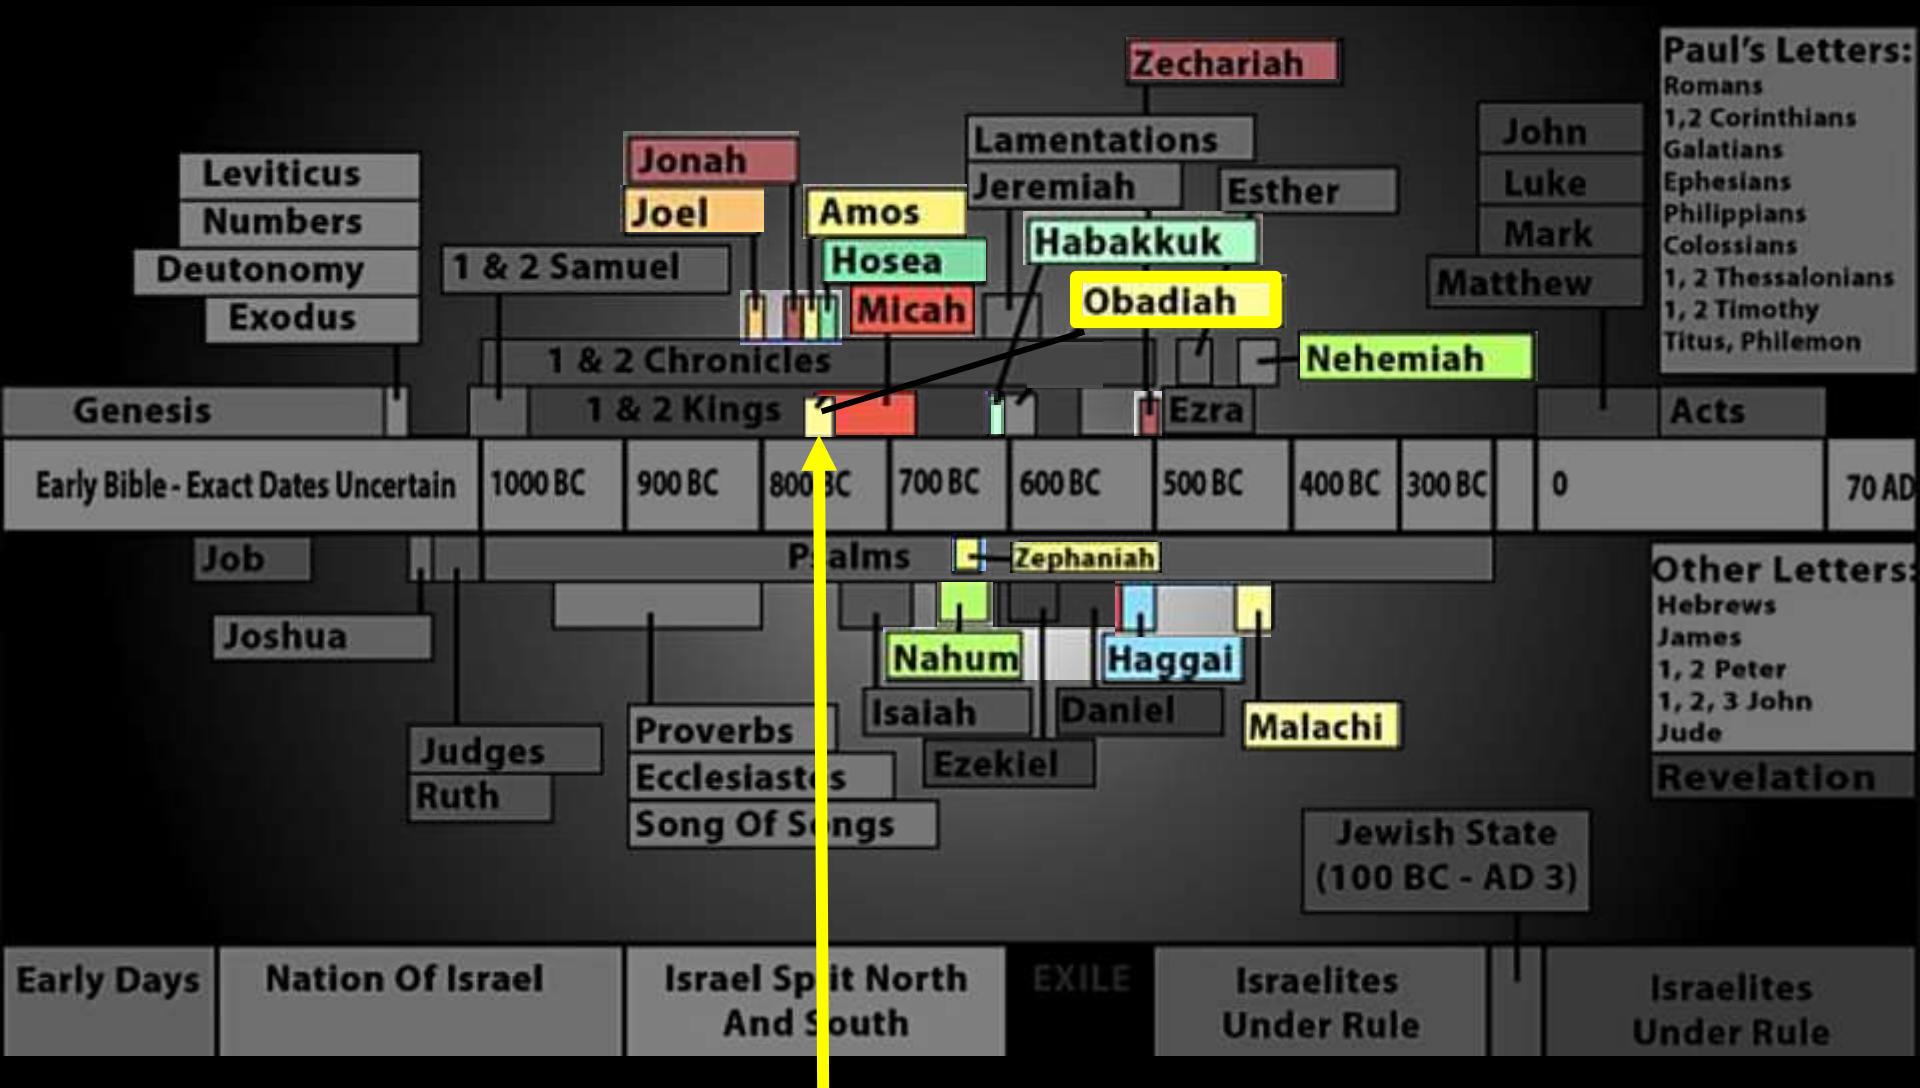 Zechariah
Paul's Letters:
Romans
1,2 Corinthians
Galatians
Ephesians
Philippians
Colossians
1, 2 Thessalonians
1, 2 Timothy
Titus, Philemon
John
Luke
Mark
Matthew
Lamentations
Jeremiah
Esther
Habakkuk
Obadiah
Nehemiah
Jonah
Joel
Amos
Hosea
Micah
Leviticus
Numbers
Deutonomy
Exodus
1 & 2 Samuel
1 & 2 Chronicles
Genesis
1 & 2 Kings
Ezra
Acts
Early Bible - Exact Dates Uncertain
1000 BC
900 BC
800 BC
700 BC
600 BC
500 BC
400 BC
300 BC
0
70 AD
Job
Psalms
Zephaniah
Joshua
Nahum
Haggai
Isaiah
Daniel
Malachi
Judges
Ruth
Proverbs
Ecclesiastes
Song Of Songs
Ezekiel
Other Letters:
Hebrews
James
1, 2 Peter
1, 2, 3 John
Jude
Revelation
Jewish State
(100 BC - AD 3)
Early Days
Nation Of Israel
Israel Split North
And South
EXILE
Israelites
Under Rule
Israelites
Under Rule